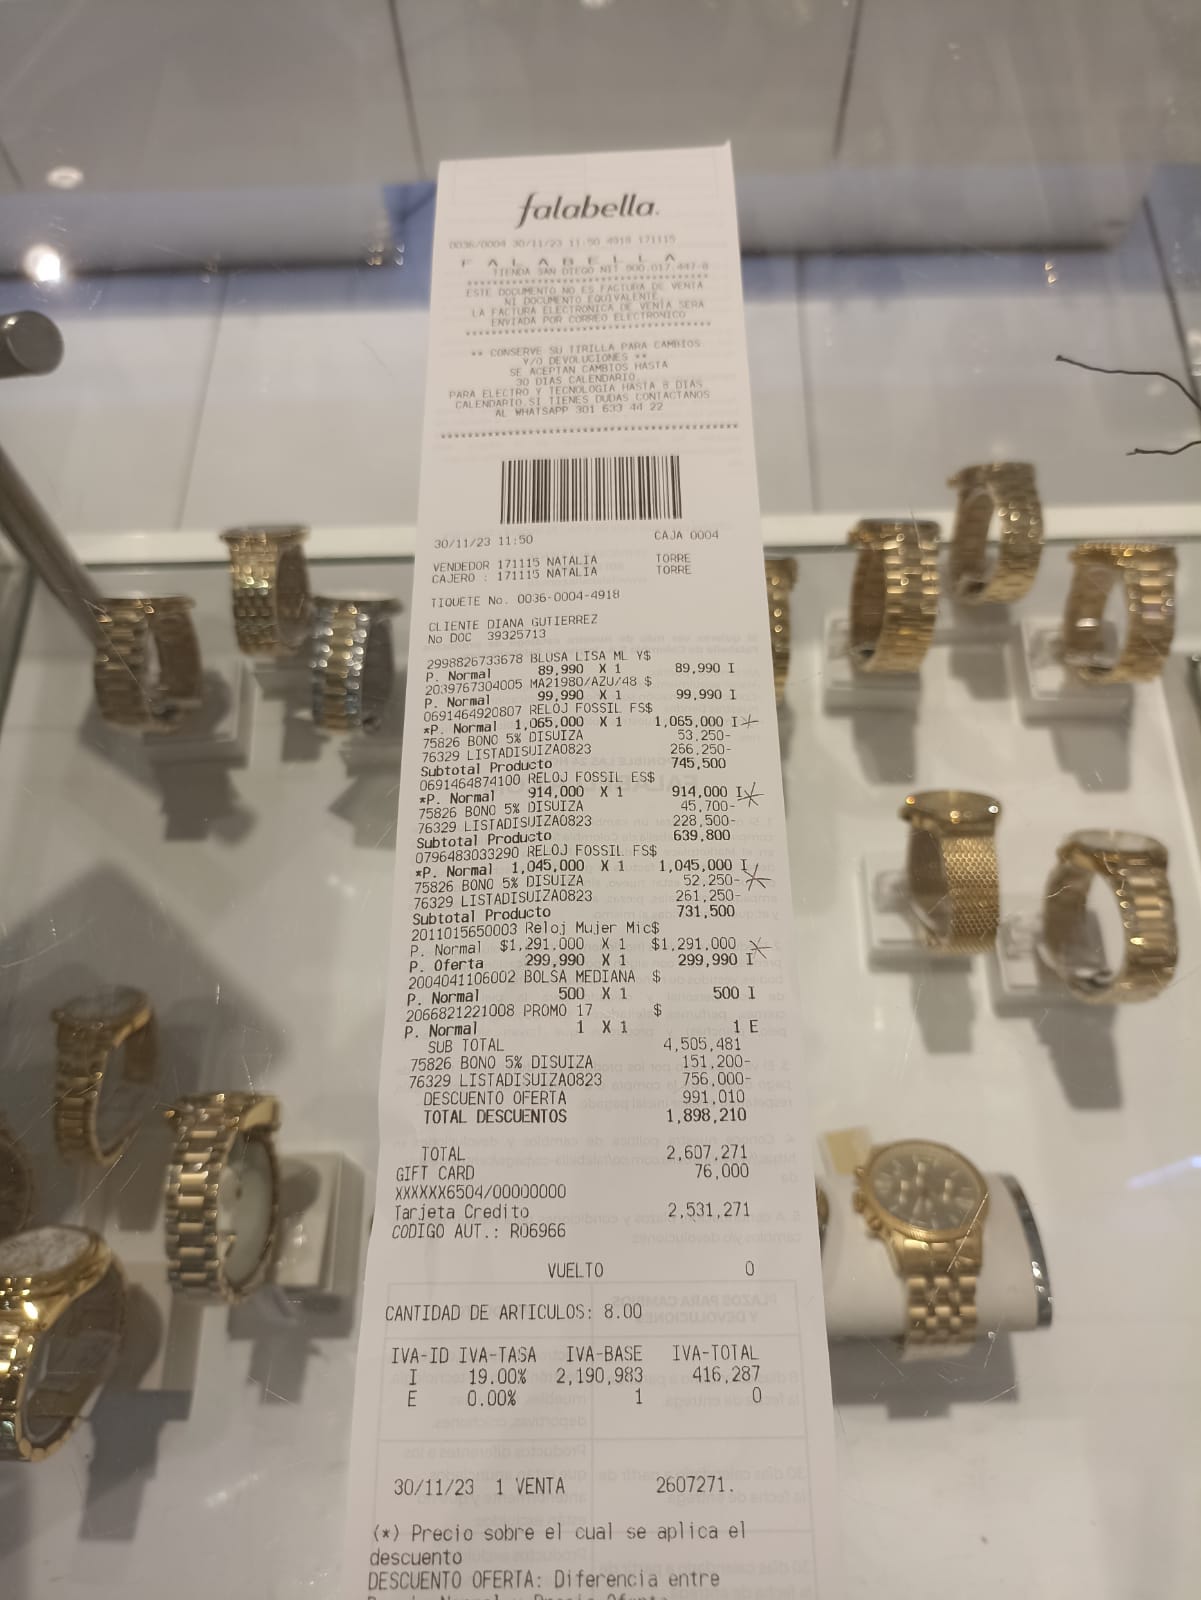 falabella.
0036/0004 30/11/23 11:50 4918 171115
F A L A B E L L A
TIENDA SAN DIEGO NIT 900.017.447-8
****************************************
ESTE DOCUMENTO NO ES FACTURA DE VENTA
NI DOCUMENTO EQUIVALENTE
LA FACTURA ELECTRONICA DE VENTA SERA
ENVIADA POR CORREO ELECTRONICO
****************************************
** CONSERVE SU TIRILLA PARA CAMBIOS
Y/O DEVOLUCIONES **
SE ACEPTAN CAMBIOS HASTA
30 DIAS CALENDARIO
PARA ELECTRO Y TECNOLOGIA HASTA 8 DIAS
CALENDARIO.SI TIENES DUDAS CONTACTANOS
AL WHATSAPP 301 633 44 22
****************************************
30/11/23 11:50 CAJA 0004
VENDEDOR 171115 NATALIA TORRE
CAJERO : 171115 NATALIA TORRE
TIQUETE No. 0036-0004-4918
CLIENTE DIANA GUTIERREZ
No DOC 39325713
2998826733678 BLUSA LISA ML Y$
P. Normal 89,990 X 1 89,990 I
2039767304005 MA21980/AZU/48 $
P. Normal 99,990 X 1 99,990 I
0691464920807 RELOJ FOSSIL FS$
*P. Normal 1,065,000 X 1 1,065,000 I
75826 BONO 5% DISUIZA 53,250-
76329 LISTADISUIZA0823 266,250-
Subtotal Producto 745,500
0691464874100 RELOJ FOSSIL ES$
*P. Normal 914,000 X 1 914,000 I
75826 BONO 5% DISUIZA 45,700-
76329 LISTADISUIZA0823 228,500-
Subtotal Producto 639,800
0796483033290 RELOJ FOSSIL FS$
*P. Normal 1,045,000 X 1 1,045,000 I
75826 BONO 5% DISUIZA 52,250-
76329 LISTADISUIZA0823 261,250-
Subtotal Producto 731,500
2011015650003 Reloj Mujer Mic$
P. Normal $1,291,000 X 1 $1,291,000
P. Oferta 299,990 X 1 299,990 I
2004041106002 BOLSA MEDIANA $
P. Normal 500 X 1 500 I
2066821221008 PROMO 17 $
P. Normal 1 X 1 1 E
SUB TOTAL 4,505,481
75826 BONO 5% DISUIZA 151,200-
76329 LISTADISUIZA0823 756,000-
DESCUENTO OFERTA 991,010
TOTAL DESCUENTOS 1,898,210
TOTAL 2,607,271
GIFT CARD 76,000
XXXXXX6504/00000000
Tarjeta Credito 2,531,271
CODIGO AUT.: R06966
VUELTO 0
CANTIDAD DE ARTICULOS: 8.00
IVA-ID IVA-TASA IVA-BASE IVA-TOTAL
I 19.00% 2,190,983 416,287
E 0.00% 1 0
30/11/23 1 VENTA 2607271.
(*) Precio sobre el cual se aplica el
descuento
DESCUENTO OFERTA: Diferencia entre